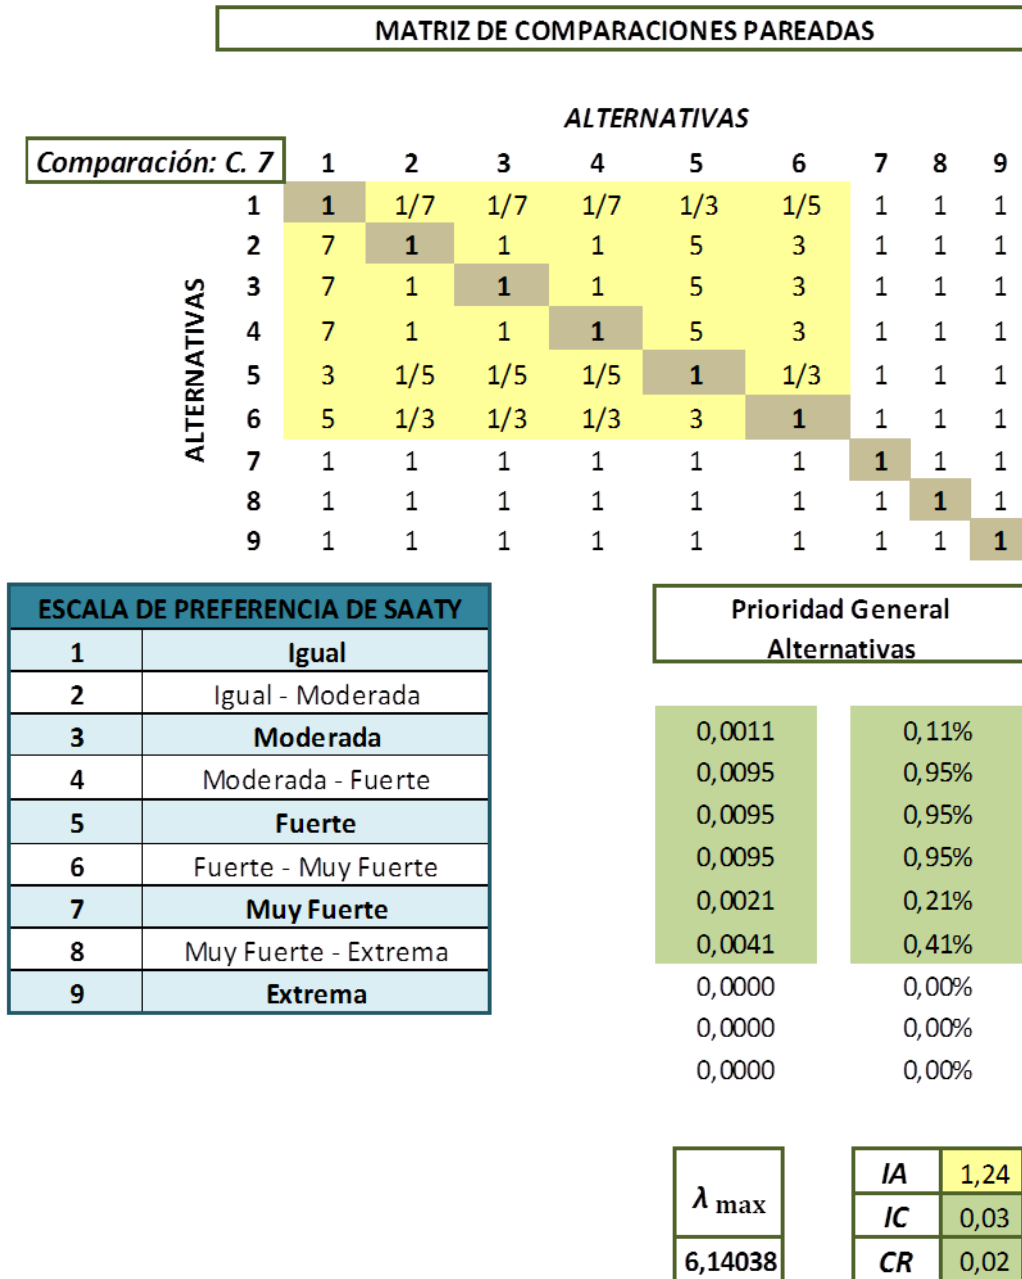 MATRIZ DE COMPARACIONES PAREADAS
ALTERNATIVAS
Comparación: C. 7 1 2 3 4 5 6 7 8 9
ALTERNATIVAS
1 1 1/7 1/7 1/7 1/3 1/5 1 1 1
2 7 1 1 1 5 3 1 1 1
3 7 1 1 1 5 3 1 1 1
4 7 1 1 1 5 3 1 1 1
5 3 1/5 1/5 1/5 1 1/3 1 1 1
6 5 1/3 1/3 1/3 3 1 1 1 1
7 1 1 1 1 1 1 1 1 1
8 1 1 1 1 1 1 1 1 1
9 1 1 1 1 1 1 1 1 1
ESCALA DE PREFERENCIA DE SAATY
1 Igual
2 Igual - Moderada
3 Moderada
4 Moderada - Fuerte
5 Fuerte
6 Fuerte - Muy Fuerte
7 Muy Fuerte
8 Muy Fuerte - Extrema
9 Extrema
Prioridad General
Alternativas
0,0011 0,11%
0,0095 0,95%
0,0095 0,95%
0,0095 0,95%
0,0021 0,21%
0,0041 0,41%
0,0000 0,00%
0,0000 0,00%
0,0000 0,00%
λ max
6,14038
IA 1,24
IC 0,03
CR 0,02